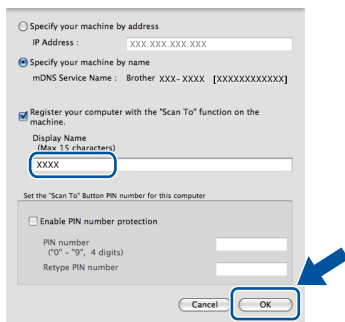 Specify your machine by address
IP Address : XXX.XXX.XXX.XXX
Specify your machine by name
mDNS Service Name : Brother XXX-XXXX [XXXXXXXXXXXX]
Register your computer with the "Scan To" function on the
machine.
Display Name
(Max 15 characters)
XXXX
Set the "Scan To" Button PIN number for this computer
Enable PIN number protection
PIN number
("0" - "9", 4 digits)
Retype PIN number
Cancel OK